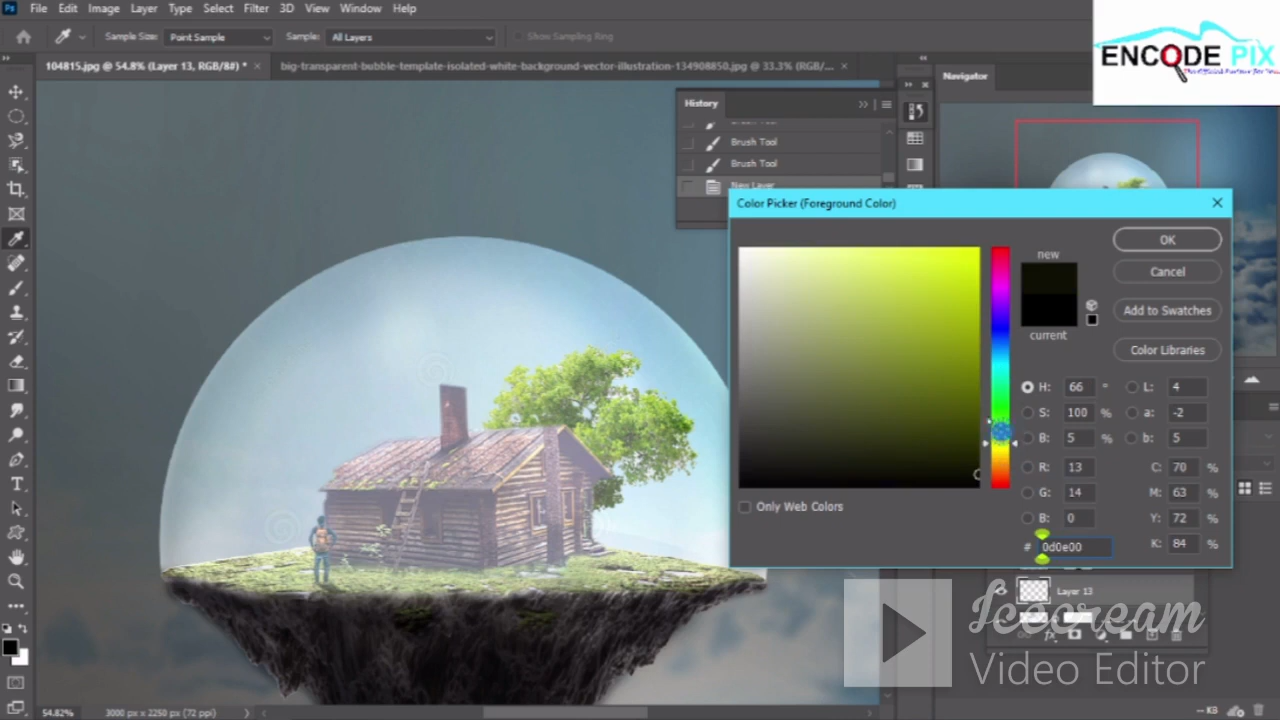 Ps File Edit Image Layer Type Select Filter 3D View Window Help
Sample Size: Point Sample Sample: All Layers Show Sampling Ring
ENCODE PIX
104815.jpg @ 54.8% (Layer 13, RGB/8#) * ×
big-transparent-bubble-template-isolated-white-background-vector-illustration-134908850.jpg @ 33.3% (RGB/... ×
Navigator
History
Brush Tool
Brush Tool
Brush Tool
New Layer
Color Picker (Foreground Color)
new
current
OK
Cancel
Add to Swatches
Color Libraries
H: 66 ° L: 4
S: 100 % a: -2
B: 5 % b: 5
R: 13 C: 70 %
G: 14 M: 63 %
B: 0 Y: 72 %
# 0d0e00 K: 84 %
Only Web Colors
Layer 13
fx
Icecream
Video Editor
54.82% 3000 px x 2250 px (72 ppi)
-- KB